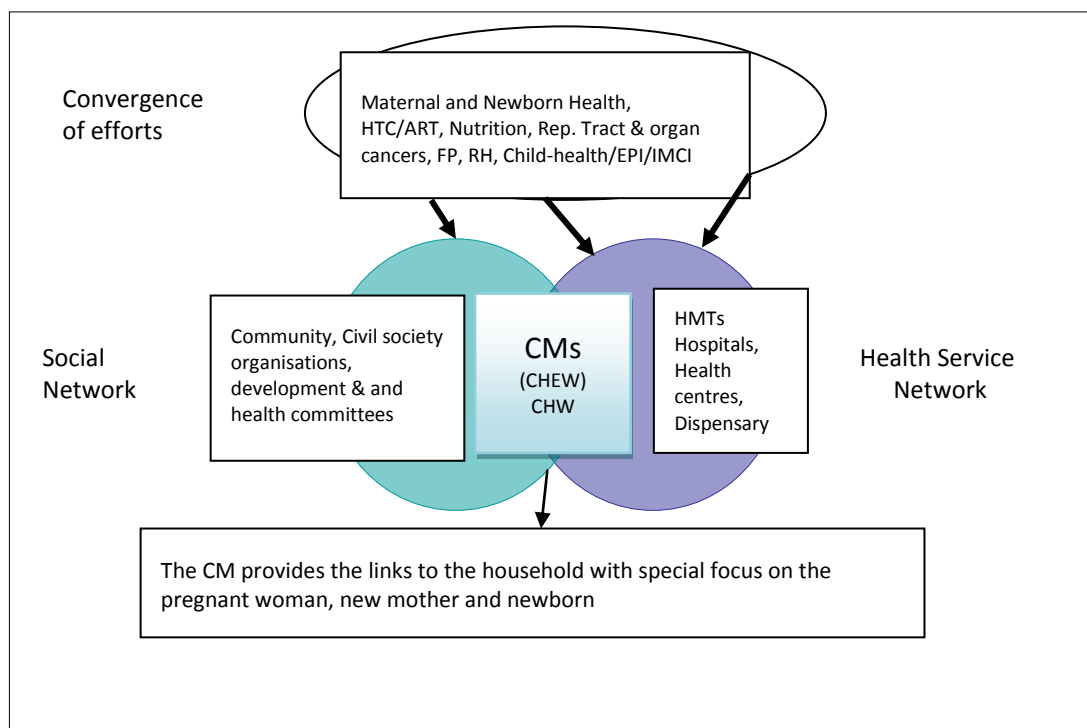 Convergence
of efforts
Maternal and Newborn Health,
HTC/ART, Nutrition, Rep. Tract & organ
cancers, FP, RH, Child-health/EPI/IMCI
Social
Network
Community, Civil society
organisations,
development & and
health committees
CMs
(CHEW)
CHW
HMTs
Hospitals,
Health
centres,
Dispensary
Health Service
Network
The CM provides the links to the household with special focus on the
pregnant woman, new mother and newborn